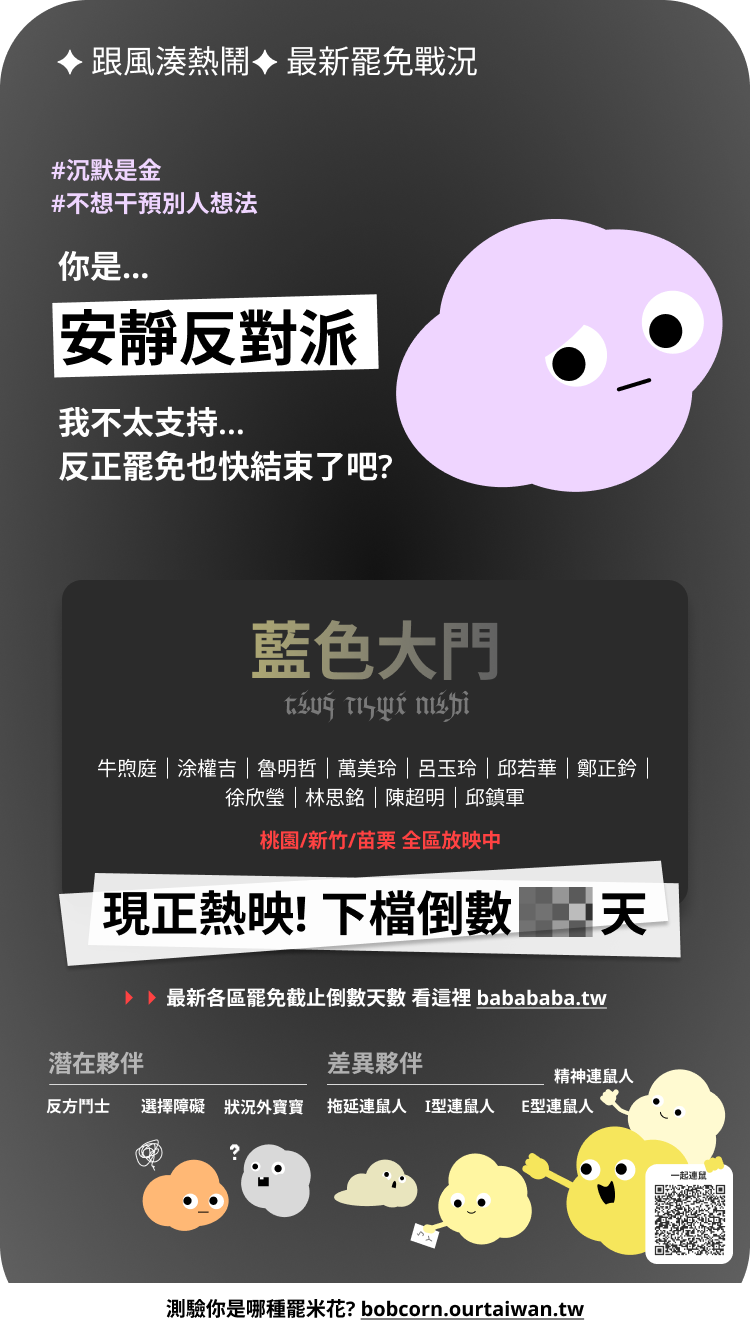 ✦ 跟風湊熱鬧✦ 最新罷免戰況
#沉默是金
#不想干預別人想法
你是...
安靜反對派
我不太支持...
反正罷免也快結束了吧?
藍色大門
牛煦庭｜涂權吉｜魯明哲｜萬美玲｜呂玉玲｜邱若華｜鄭正鈐｜
徐欣瑩｜林思銘｜陳超明｜邱鎮軍
桃園/新竹/苗栗 全區放映中
現正熱映! 下檔倒數 天
最新各區罷免截止倒數天數 看這裡 babababa.tw
潛在夥伴 差異夥伴
精神連鼠人
反方鬥士 選擇障礙 狀況外寶寶 拖延連鼠人 I型連鼠人 E型連鼠人
?
一起連鼠
測驗你是哪種罷米花? bobcorn.ourtaiwan.tw